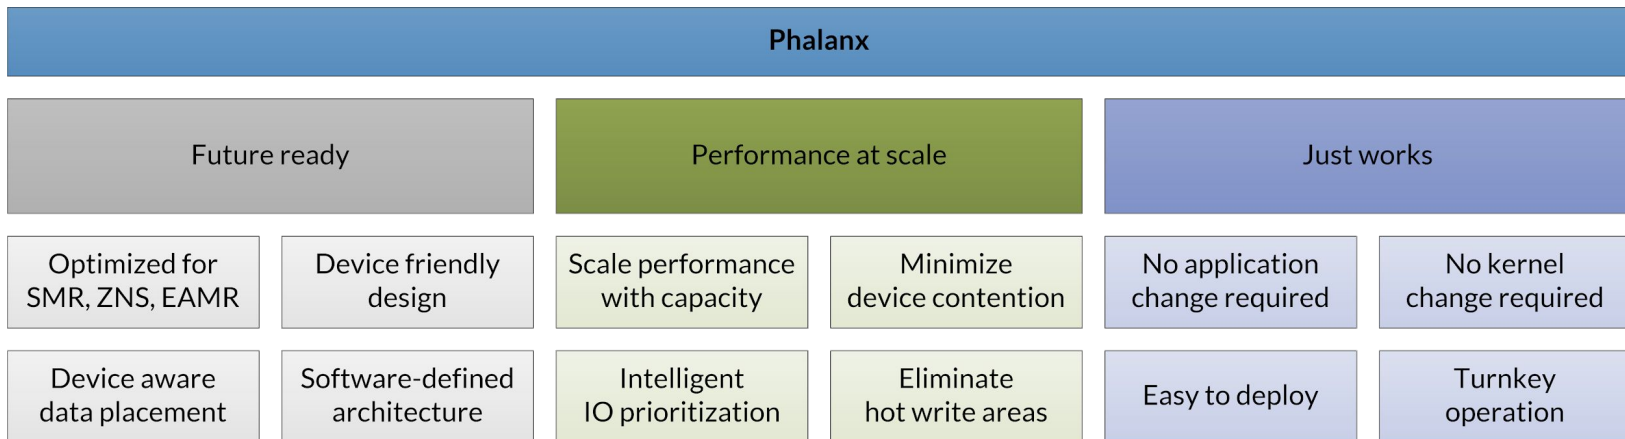 Phalanx
Future ready
Performance at scale
Just works
Optimized for
SMR, ZNS, EAMR
Device friendly
design
Scale performance
with capacity
Minimize
device contention
No application
change required
No kernel
change required
Device aware
data placement
Software-defined
architecture
Intelligent
IO prioritization
Eliminate
hot write areas
Easy to deploy
Turnkey
operation